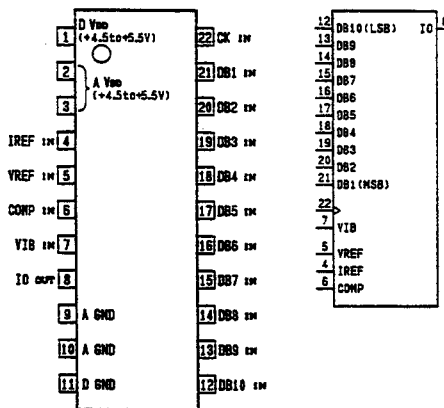 1 D VDD
(+4.5to+5.5V)
2 A VDD
(+4.5to+5.5V)
3
IREF IN 4
VREF IN 5
COMP IN 6
VIB IN 7
IO OUT 8
9 A GND
10 A GND
11 D GND
22 CK IN
21 DB1 IN
20 DB2 IN
19 DB3 IN
18 DB4 IN
17 DB5 IN
16 DB6 IN
15 DB7 IN
14 DB8 IN
13 DB9 IN
12 DB10 IN
12 DB10(LSB) IO 8
13 DB9
14 DB8
15 DB7
16 DB6
17 DB5
18 DB4
19 DB3
20 DB2
21 DB1(MSB)
22
7 VIB
5 VREF
4 IREF
6 COMP